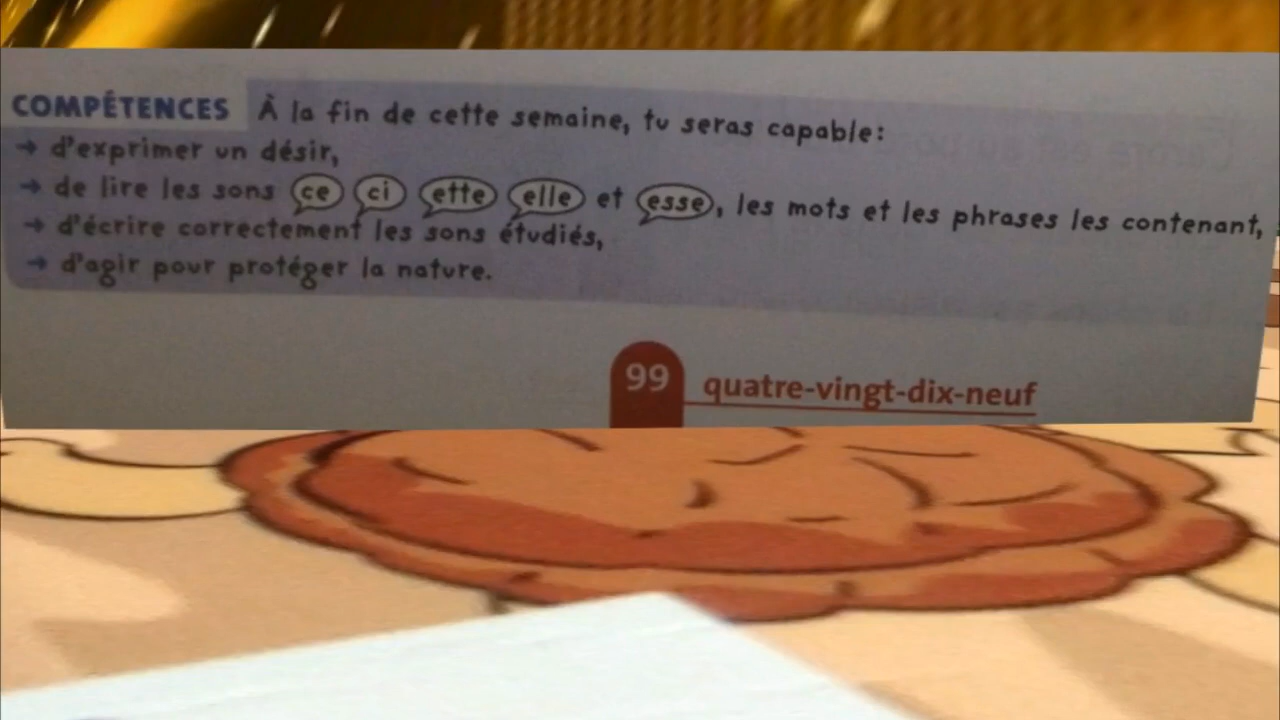 COMPÉTENCES À la fin de cette semaine, tu seras capable:
→ d'exprimer un désir,
→ de lire les sons ce ci ette elle et esse, les mots et les phrases les contenant,
→ d'écrire correctement les sons étudiés,
→ d'agir pour protéger la nature.
99 quatre-vingt-dix-neuf